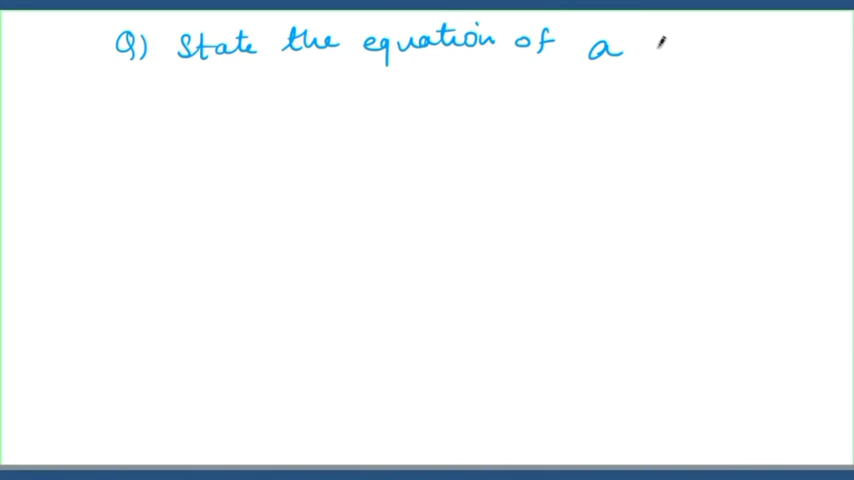 Q) State the equation of a